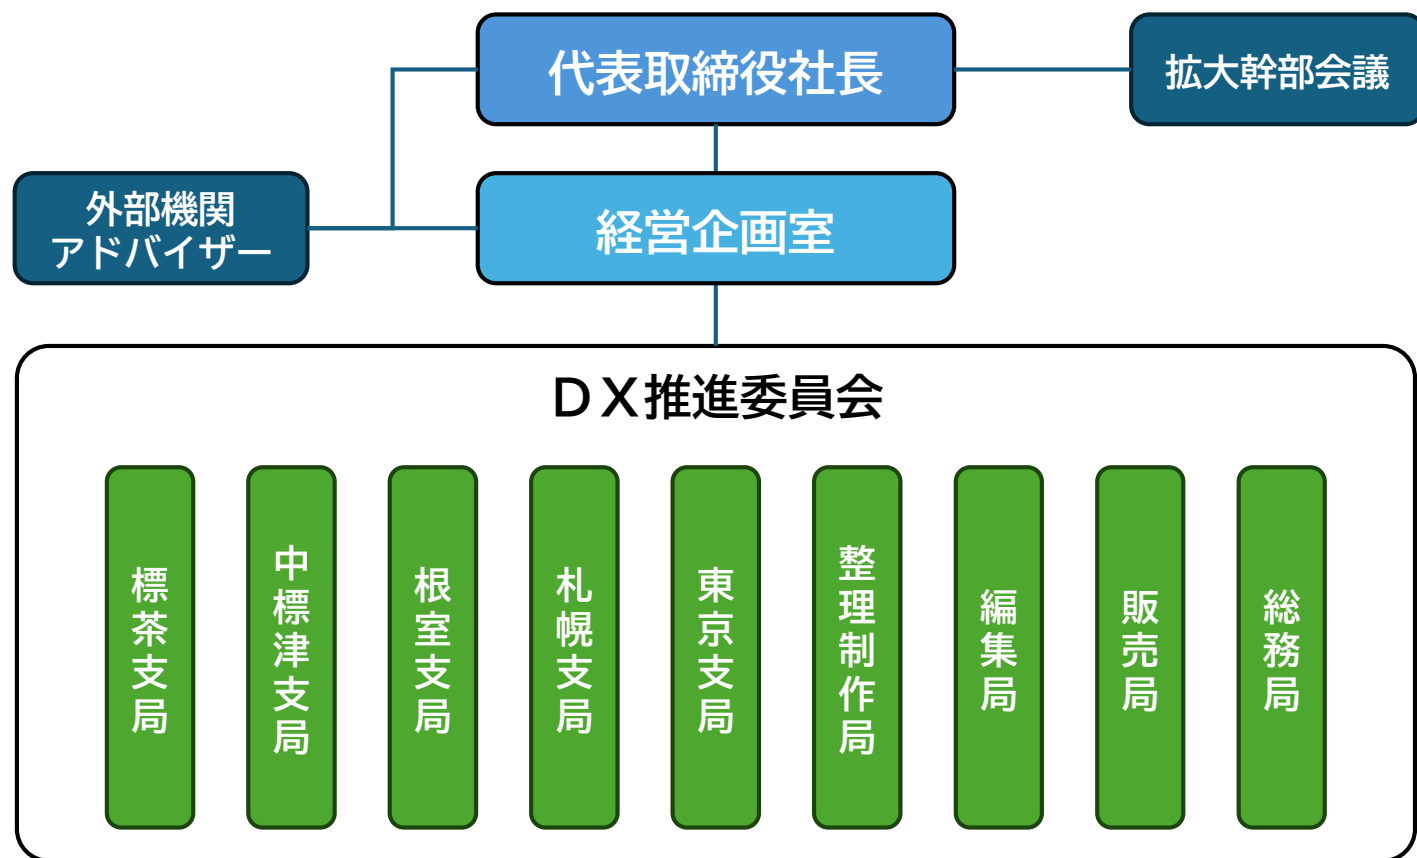 代表取締役社長
拡大幹部会議
外部機関
アドバイザー
経営企画室
ＤＸ推進委員会
標茶支局
中標津支局
根室支局
札幌支局
東京支局
整理制作局
編集局
販売局
総務局